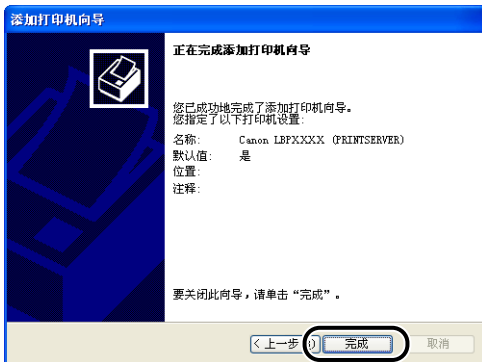 添加打印机向导
正在完成添加打印机向导
您已成功地完成了添加打印机向导。
您指定了以下打印机设置:
名称: Canon LBPXXXX (PRINTSERVER)
默认值: 是
位置:
注释:
要关闭此向导，请单击“完成”。
< 上一步 完成 取消